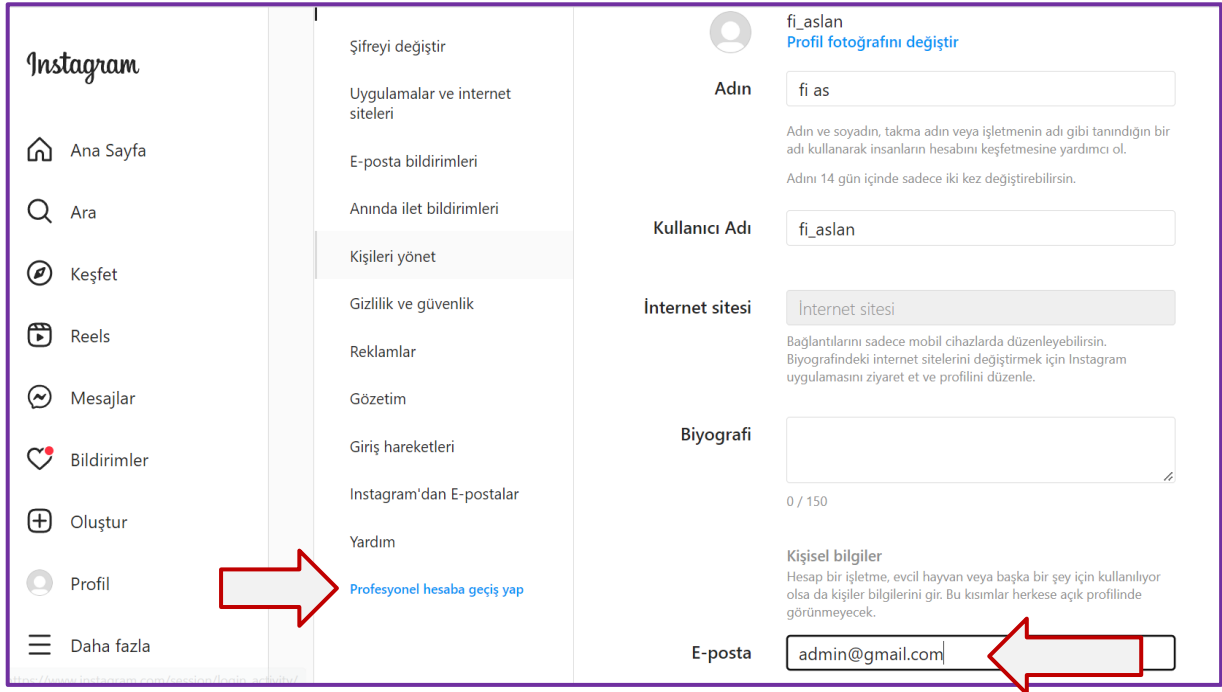 Instagram
Ana Sayfa
Ara
Keşfet
Reels
Mesajlar
Bildirimler
Oluştur
Profil
Daha fazla
ttps://www.instagram.com/session/login_activity/
Şifreyi değiştir
Uygulamalar ve internet
siteleri
E-posta bildirimleri
Anında ilet bildirimleri
Kişileri yönet
Gizlilik ve güvenlik
Reklamlar
Gözetim
Giriş hareketleri
Instagram'dan E-postalar
Yardım
Profesyonel hesaba geçiş yap
fi_aslan
Profil fotoğrafını değiştir
Adın
fi as
Adın ve soyadın, takma adın veya işletmenin adı gibi tanındığın bir
adı kullanarak insanların hesabını keşfetmesine yardımcı ol.
Adını 14 gün içinde sadece iki kez değiştirebilirsin.
Kullanıcı Adı
fi_aslan
İnternet sitesi
İnternet sitesi
Bağlantılarını sadece mobil cihazlarda düzenleyebilirsin.
Biyografindeki internet sitelerini değiştirmek için Instagram
uygulamasını ziyaret et ve profilini düzenle.
Biyografi
0 / 150
Kişisel bilgiler
Hesap bir işletme, evcil hayvan veya başka bir şey için kullanılıyor
olsa da kişiler bilgilerini gir. Bu kısımlar herkese açık profilinde
görünmeyecek.
E-posta
admin@gmail.com